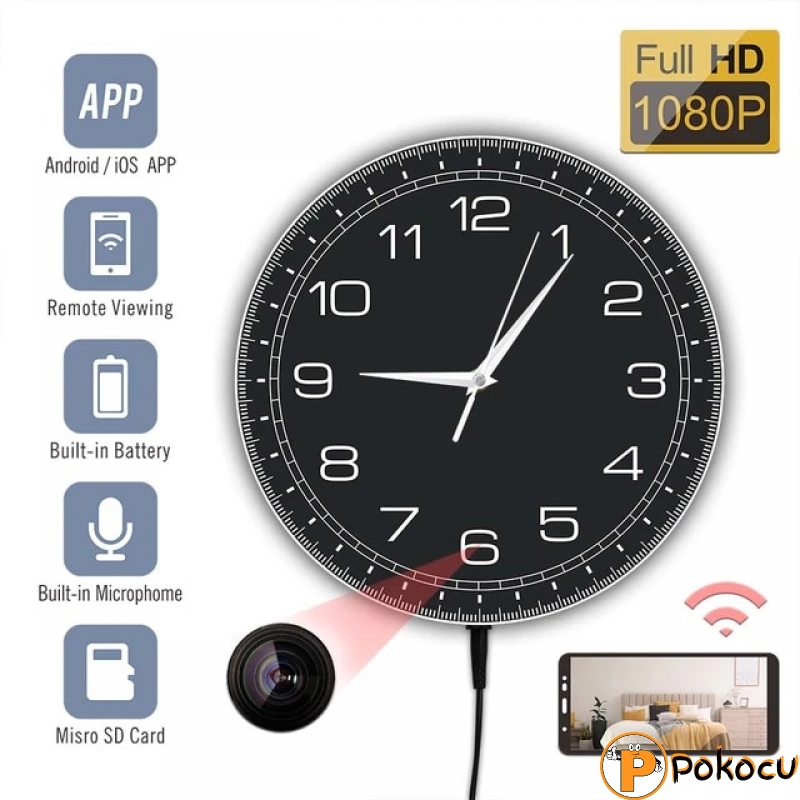 APP
Android / iOS APP
Remote Viewing
Built-in Battery
Built-in Microphome
Misro SD Card
Full HD
1080P
12
1
2
3
4
5
6
7
8
9
10
11
P Pokocu